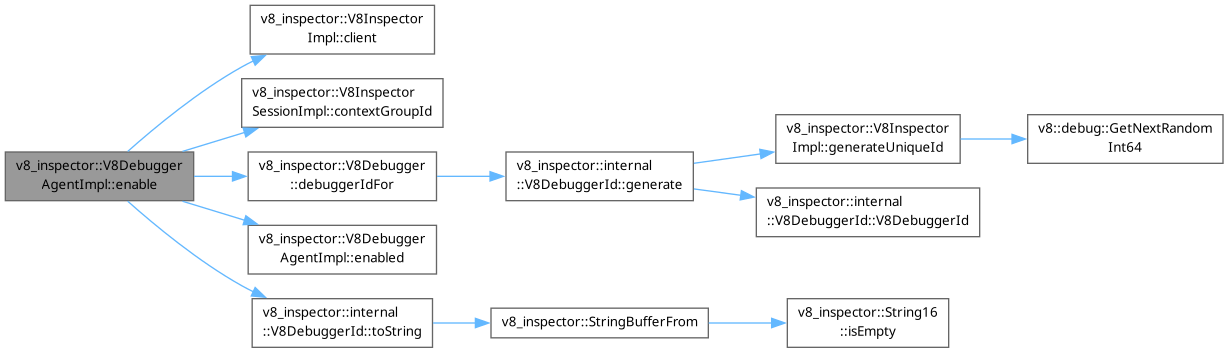 v8_inspector::V8Inspector
Impl::client
v8_inspector::V8Inspector
SessionImpl::contextGroupId
v8_inspector::V8Debugger
AgentImpl::enable
v8_inspector::V8Debugger
::debuggerIdFor
v8_inspector::internal
::V8DebuggerId::generate
v8_inspector::V8Inspector
Impl::generateUniqueId
v8::debug::GetNextRandom
Int64
v8_inspector::internal
::V8DebuggerId::V8DebuggerId
v8_inspector::V8Debugger
AgentImpl::enabled
v8_inspector::internal
::V8DebuggerId::toString
v8_inspector::StringBufferFrom
v8_inspector::String16
::isEmpty